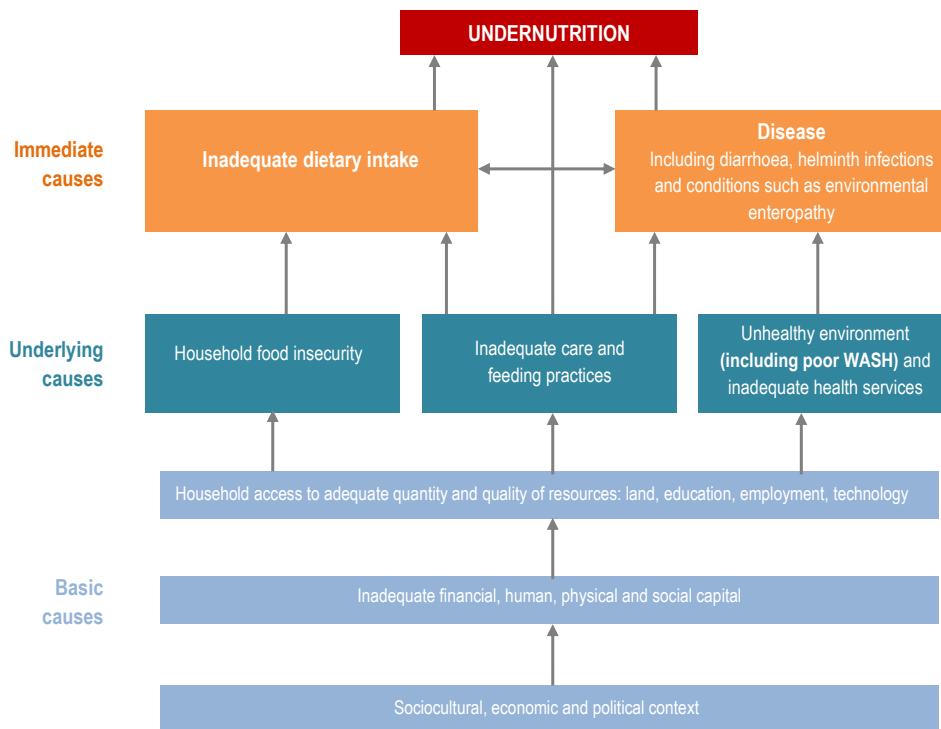 UNDERNUTRITION
Immediate
causes
Inadequate dietary intake
Disease
Including diarrhoea, helminth infections
and conditions such as environmental
enteropathy
Underlying
causes
Household food insecurity
Inadequate care and
feeding practices
Unhealthy environment
(including poor WASH) and
inadequate health services
Household access to adequate quantity and quality of resources: land, education, employment, technology
Basic
causes
Inadequate financial, human, physical and social capital
Sociocultural, economic and political context